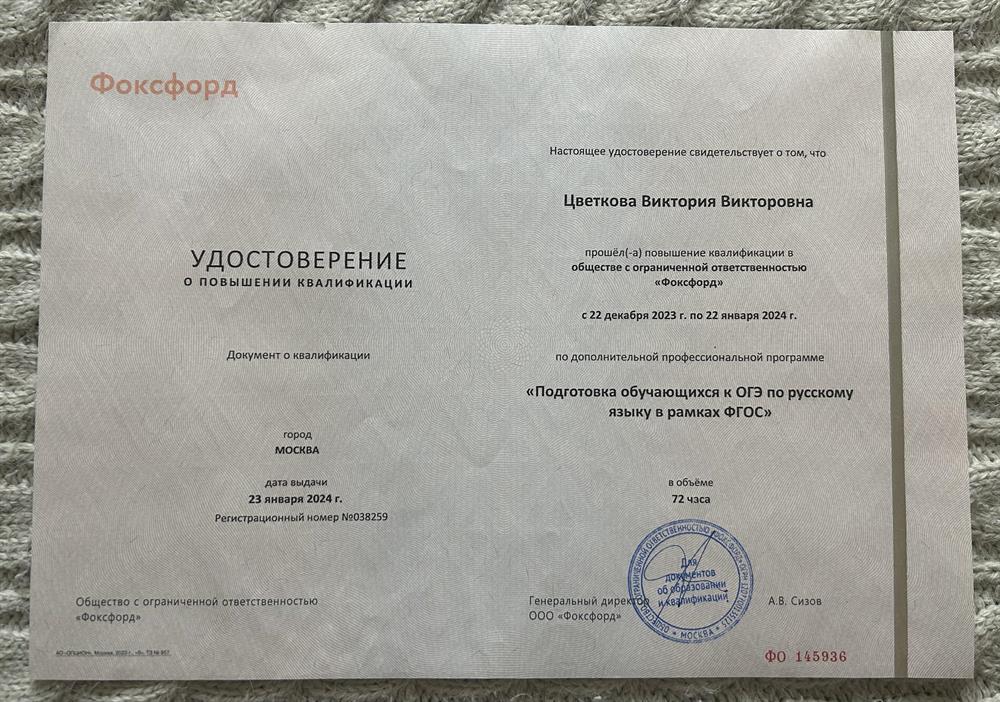 Фоксфорд
УДОСТОВЕРЕНИЕ
О ПОВЫШЕНИИ КВАЛИФИКАЦИИ
Документ о квалификации
город
МОСКВА
дата выдачи
23 января 2024 г.
Регистрационный номер №038259
Общество с ограниченной ответственностью
«Фоксфорд»
АО «ОПЦИОН», Москва,
Настоящее удостоверение свидетельствует о том, что
Цветкова Виктория Викторовна
прошёл(-а) повышение квалификации в
обществе с ограниченной ответственностью
«Фоксфорд»
с 22 декабря 2023 г. по 22 января 2024 г.
по дополнительной профессиональной программе
«Подготовка обучающихся к ОГЭ по русскому
языку в рамках ФГОС»
в объёме
72 часа
Генеральный директор
ООО «Фоксфорд»
А.В. Сизов
Для
документов
об образовании
и квалификации
МОСКВА
ФО 145936